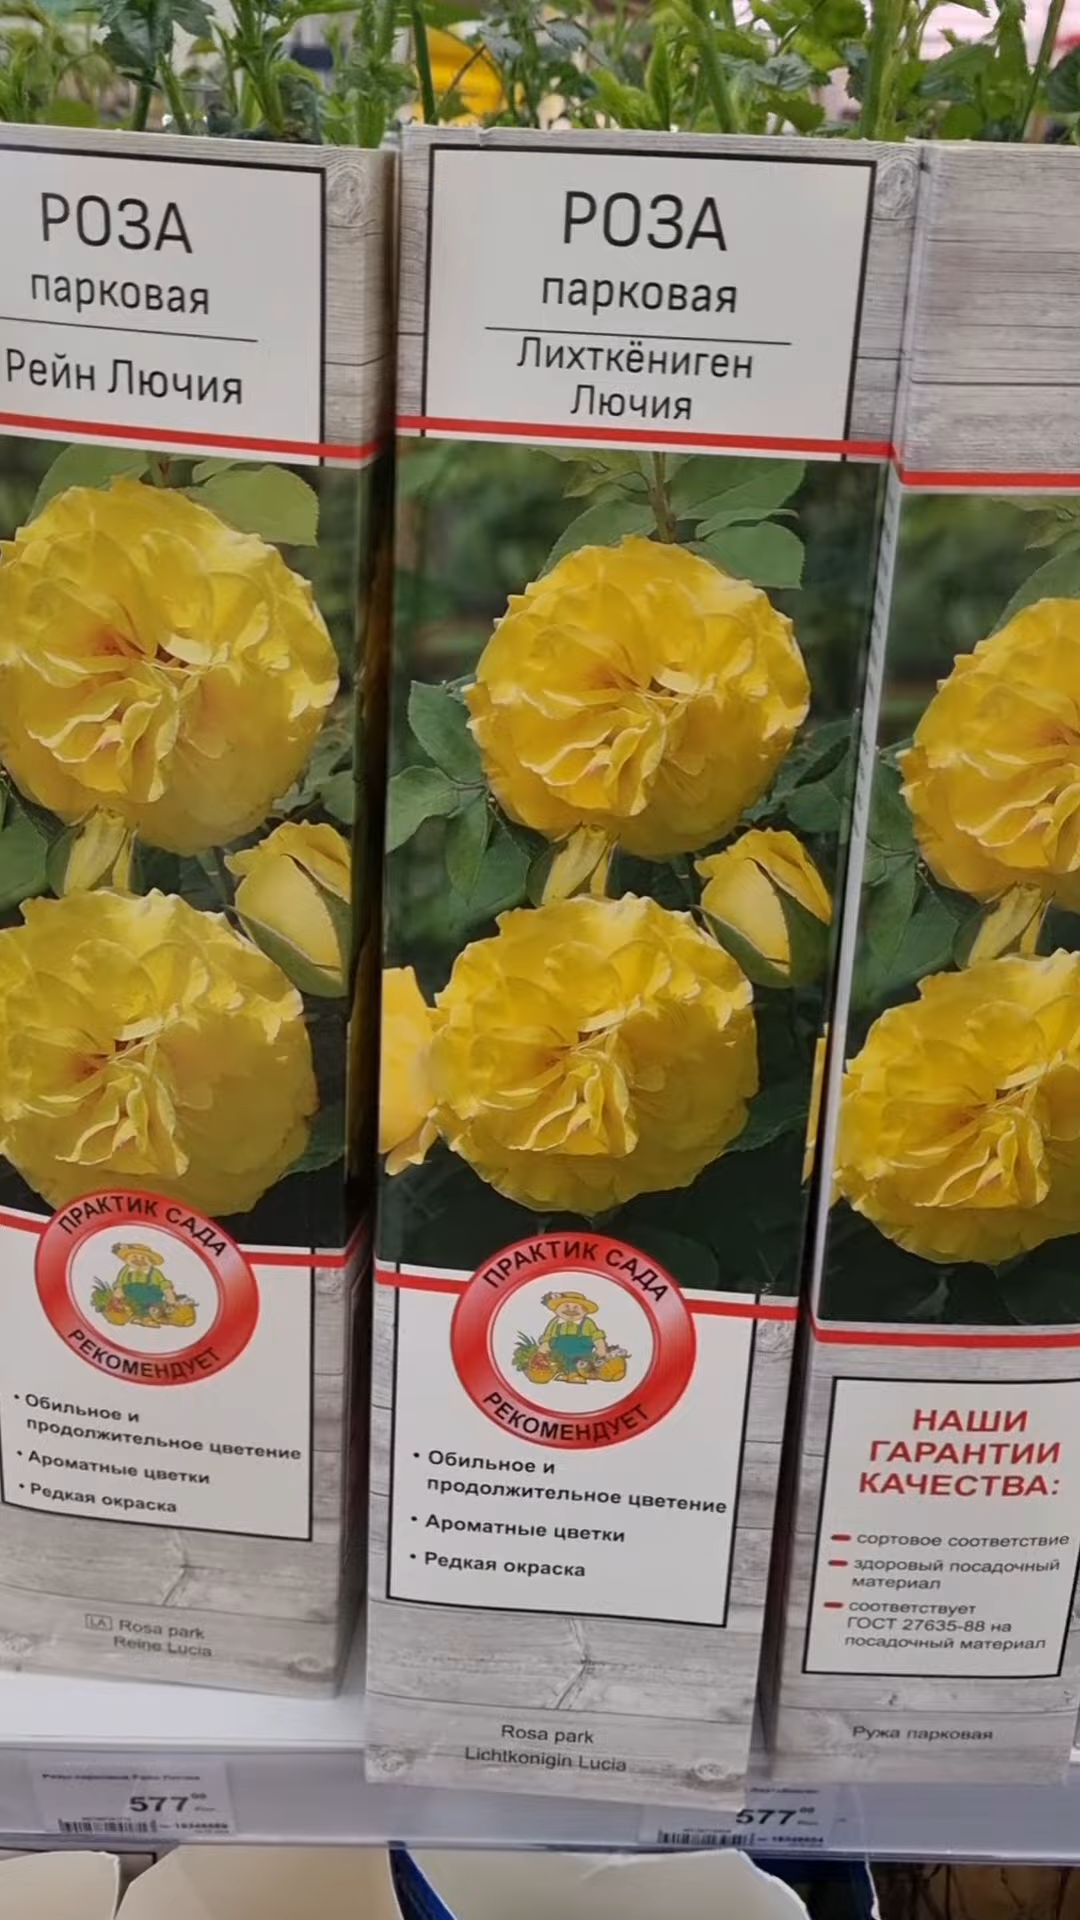 РОЗА
парковая
Рейн Лючия
ПРАКТИК САДА
РЕКОМЕНДУЕТ
• Обильное и
продолжительное цветение
• Ароматные цветки
• Редкая окраска
LA Rosa park
Reine Lucia
577
РОЗА
парковая
Лихткёниген
Лючия
ПРАКТИК САДА
РЕКОМЕНДУЕТ
• Обильное и
продолжительное цветение
• Ароматные цветки
• Редкая окраска
Rosa park
Lichtkonigin Lucia
577
НАШИ
ГАРАНТИИ
КАЧЕСТВА:
сортовое соответствие
здоровый посадочный
материал
соответствует
ГОСТ 27635-88 на
посадочный материал
Ружа парковая